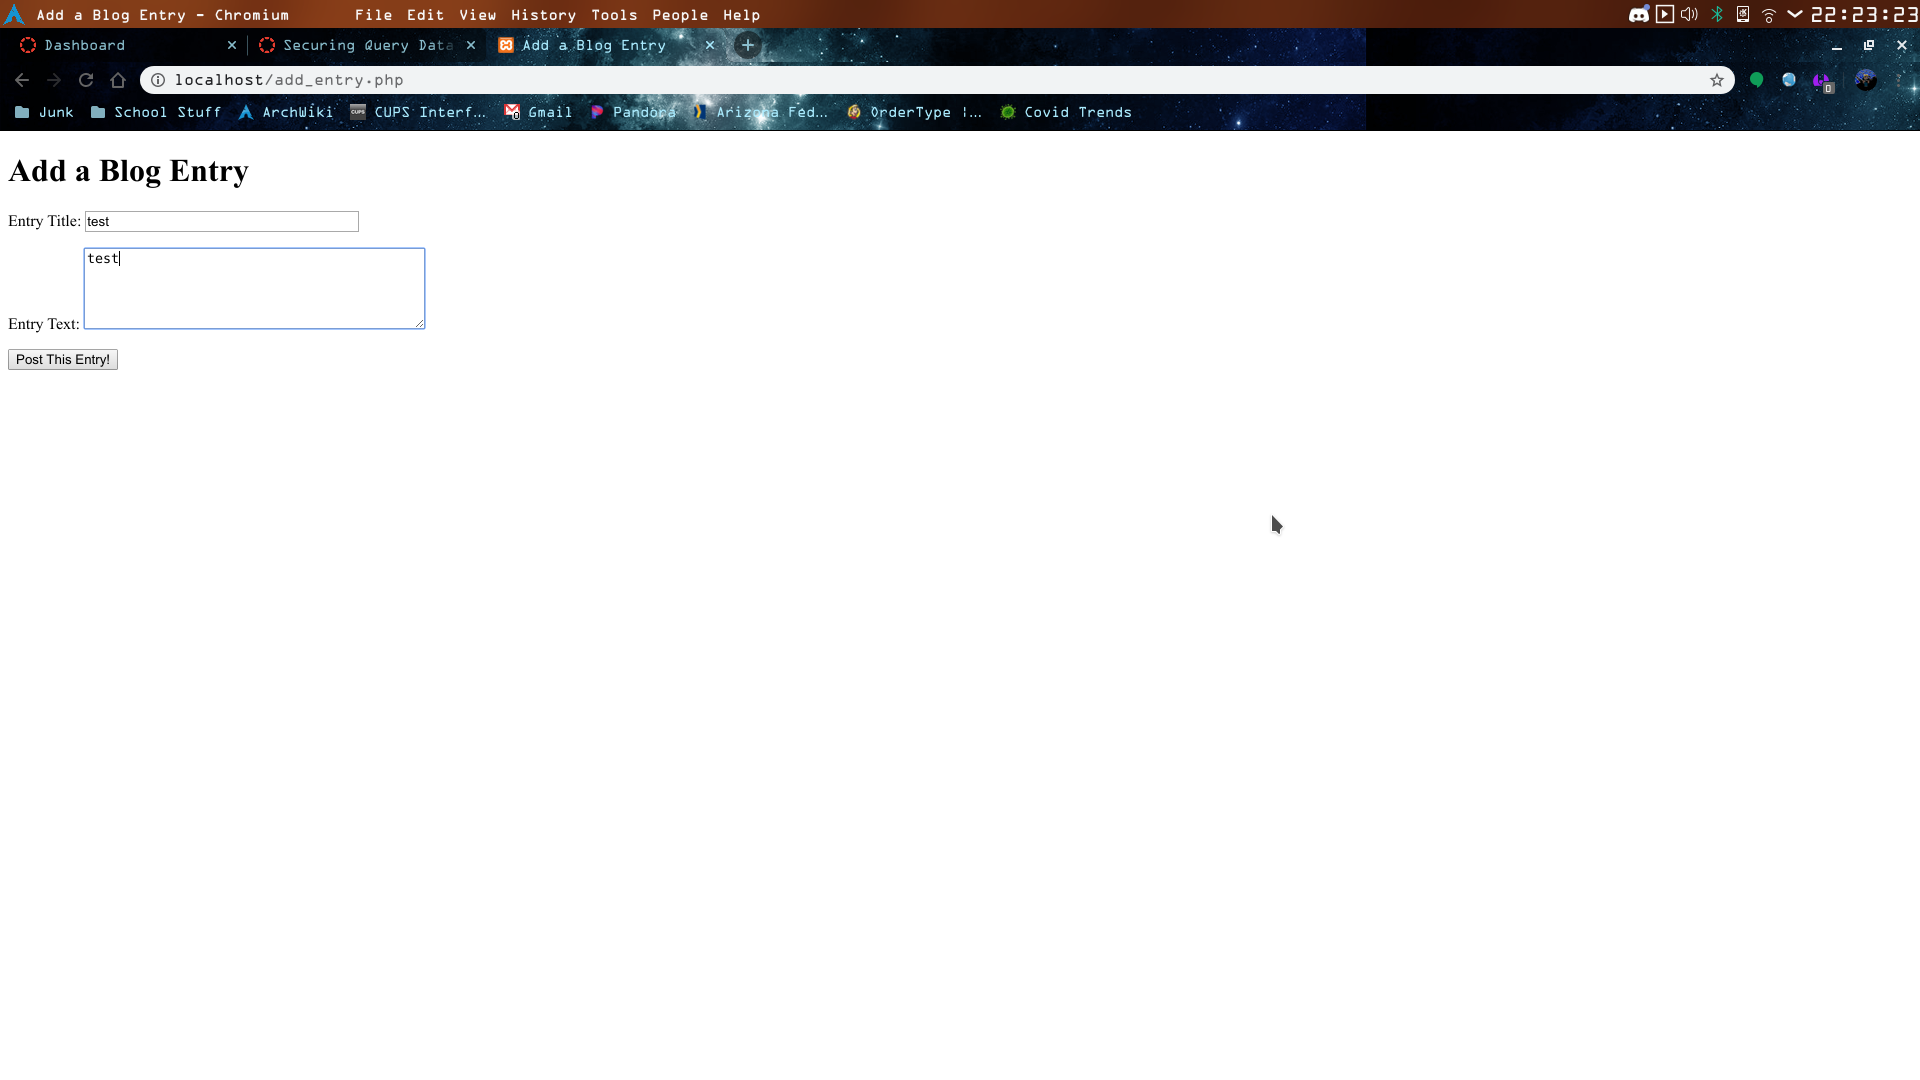 Add a Blog Entry - Chromium File Edit View History Tools People Help 22:23:23
Dashboard Securing Query Data Add a Blog Entry
localhost/add_entry.php
Junk School Stuff ArchWiki CUPS Interf... Gmail Pandora Arizona Fed... OrderType |... Covid Trends
Add a Blog Entry
Entry Title: test
test
Entry Text:
Post This Entry!